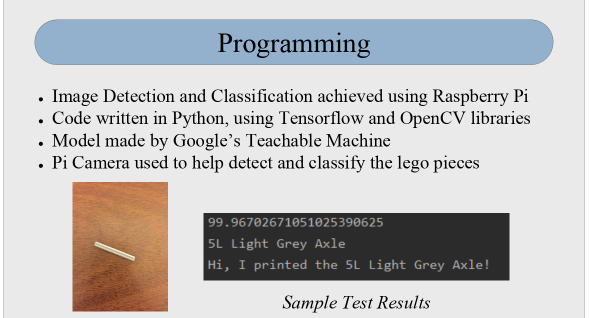 Programming
• Image Detection and Classification achieved using Raspberry Pi
• Code written in Python, using Tensorflow and OpenCV libraries
• Model made by Google's Teachable Machine
• Pi Camera used to help detect and classify the lego pieces
99.96702671051025390625
5L Light Grey Axle
Hi, I printed the 5L Light Grey Axle!
Sample Test Results